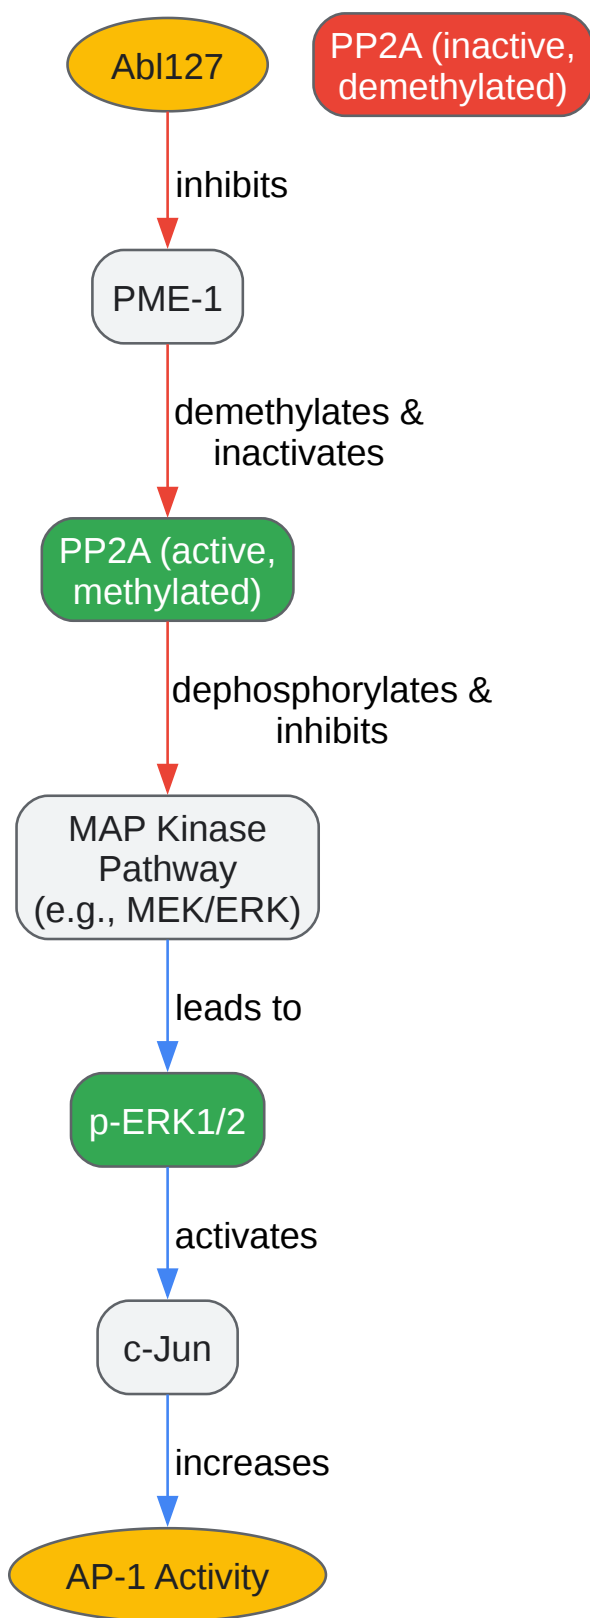 Abl127
PP2A (inactive,
demethylated)
inhibits
PME-1
demethylates &
inactivates
PP2A (active,
methylated)
dephosphorylates &
inhibits
MAP Kinase
Pathway
(e.g., MEK/ERK)
leads to
p-ERK1/2
activates
c-Jun
increases
AP-1 Activity